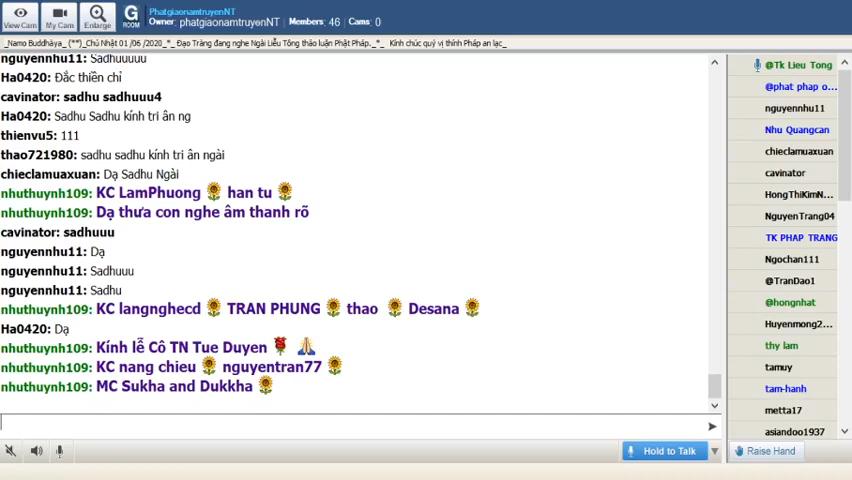 View Cam
My Cam
Enlarge
G
ROOM
PhatgiaonamtruyenNT
Owner: phatgiaonamtruyenNT Members: 46 Cams: 0
_Namo Buddhàya_ (**)_Chủ Nhật 01 /06 /2020_*_ Đạo Tràng đang nghe Ngài Liễu Tông thảo luận Phật Pháp._*_ Kính chúc quý vị thính Pháp an lạc_
nguyennhu11: Sadhuuuuu
Ha0420: Đắc thiền chỉ
cavinator: sadhu sadhuuu4
Ha0420: Sadhu Sadhu kính tri ân ng
thienvu5: 111
thao721980: sadhu sadhu kính tri ân ngài
chieclamuaxuan: Dạ Sadhu Ngài
nhuthuynh109: KC LamPhuong 🌻 han tu 🌻
nhuthuynh109: Dạ thưa con nghe âm thanh rõ
cavinator: sadhuuu
nguyennhu11: Dạ
nguyennhu11: Sadhuuu
nguyennhu11: Sadhu
nhuthuynh109: KC langnghecd 🌻 TRAN PHUNG 🌻 thao 🌻 Desana 🌻
Ha0420: Dạ
nhuthuynh109: Kính lễ Cô TN Tue Duyen 🌹 🙏
nhuthuynh109: KC nang chieu 🌻 nguyentran77 🌻
nhuthuynh109: MC Sukha and Dukkha 🌻
@Tk Lieu Tong
@phat phap o...
nguyennhu11
Nhu Quangcan
chieclamuaxuan
cavinator
HongThiKimN...
NguyenTrang04
TK PHAP TRANG
Ngochan111
@TranDao1
@hongnhat
Huyenmong2...
thy lam
tamuy
tam-hanh
metta17
asiandoo1937
Hold to Talk
Raise Hand